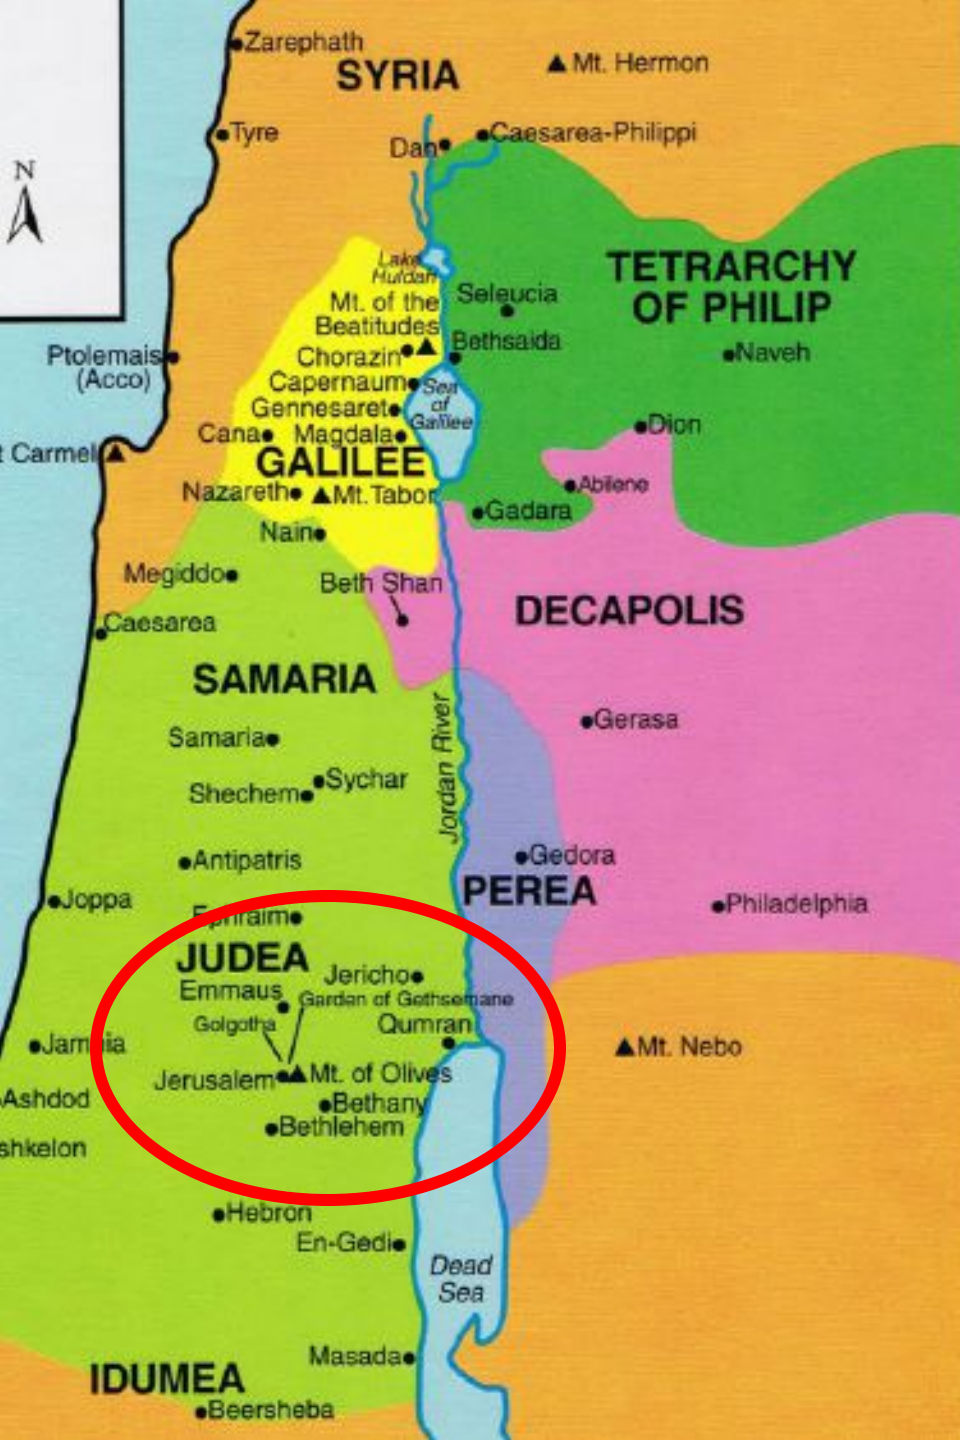 Zarephath
SYRIA
Mt. Hermon
Tyre
Caesarea-Philippi
Dan
N
Lake
Huldah
TETRARCHY
OF PHILIP
Mt. of the
Beatitudes
Seleucia
Bethsaida
Naveh
Ptolemais
(Acco)
Chorazin
Capernaum
Sea
of
Galilee
Gennesaret
Cana
Magdala
Dion
t Carmel
GALILEE
Abilene
Nazareth
Mt.Tabor
Gadara
Nain
Megiddo
Beth Shan
DECAPOLIS
Caesarea
SAMARIA
Jordan River
Gerasa
Samaria
Sychar
Shechem
Antipatris
Gedora
PEREA
Joppa
Philadelphia
Ephraim
JUDEA
Jericho
Emmaus
Garden of Gethsemane
Golgotha
Qumran
Jamnia
Mt. Nebo
Jerusalem
Mt. of Olives
Ashdod
Bethany
Bethlehem
shkelon
Hebron
En-Gedi
Dead
Sea
Masada
IDUMEA
Beersheba